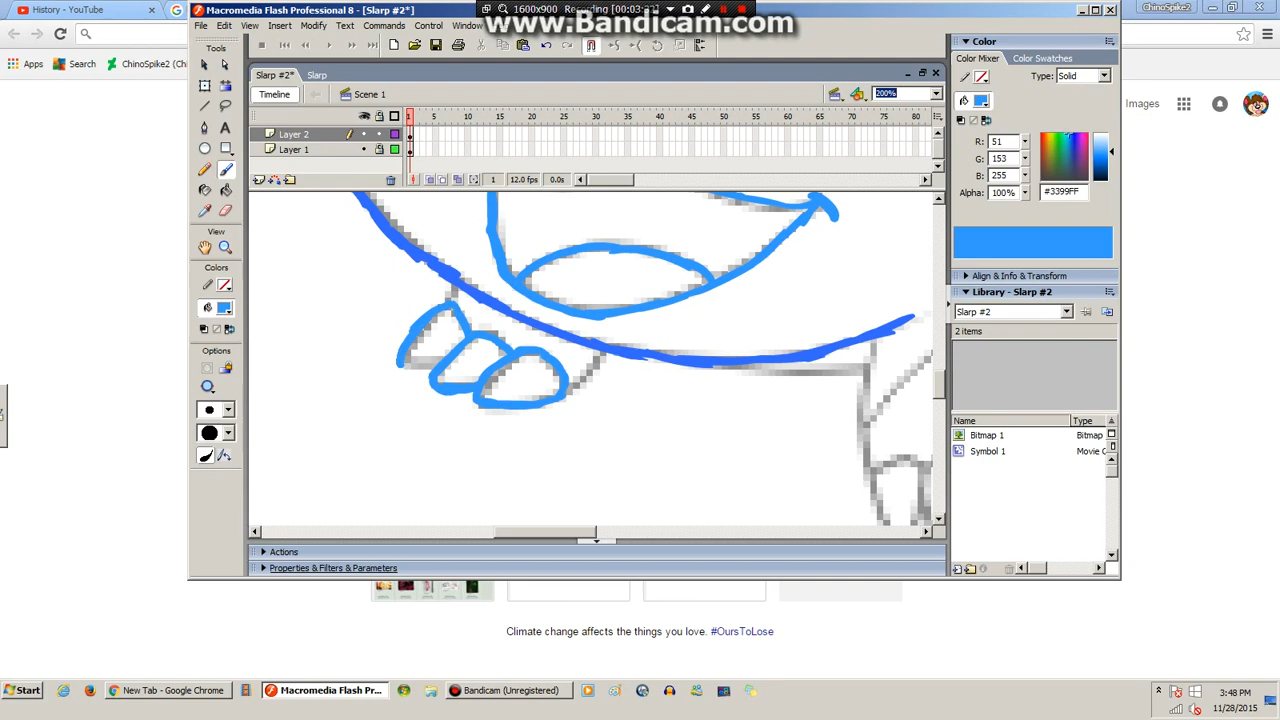 History - YouTube
G
Macromedia Flash Professional 8 - [Slarp #2*]
1600x900 Recording
www.Bandicam.com
ChinoSpike2
File Edit View Insert Modify Text Commands Control Window
Apps Search
Images
Tools
View
Colors
Options
Slarp #2* Slarp
Timeline Scene 1 200%
1 5 10 15 20 25 30 35 40 45 50 55 60 65 70 75 80
Layer 2
Layer 1
1 12.0 fps 0.0s
Color
Color Mixer Color Swatches
Type: Solid
R: 51
G: 153
B: 255
Alpha: 100% #3399FF
Align & Info & Transform
Library - Slarp #2
Slarp #2
2 items
Name Type
Bitmap 1 Bitmap
Symbol 1 Movie C
Actions
Properties & Filters & Parameters
Climate change affects the things you love. #OursToLose
Start New Tab - Google Chrome Macromedia Flash Pr... Bandicam (Unregistered)
3:48 PM
11/28/2015